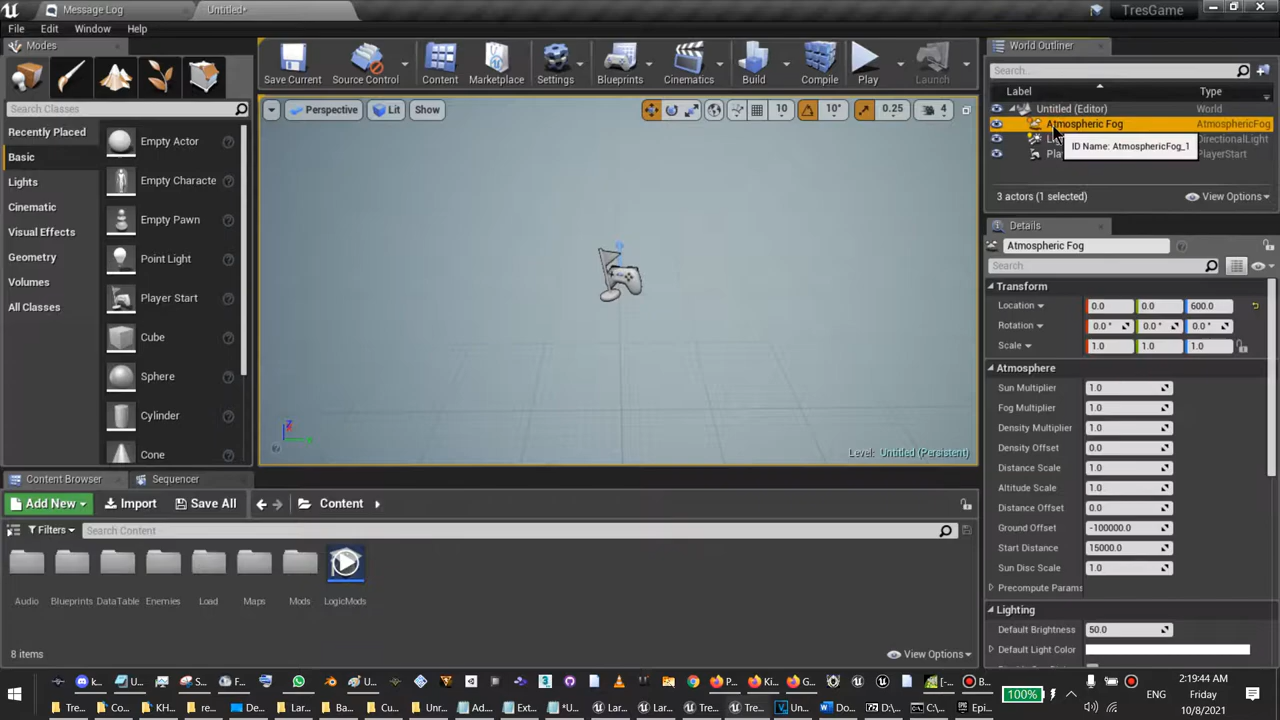 Message Log
Untitled•
TresGame
File Edit Window Help
Modes
Search Classes
Recently Placed
Basic
Lights
Cinematic
Visual Effects
Geometry
Volumes
All Classes
Empty Actor
Empty Characte
Empty Pawn
Point Light
Player Start
Cube
Sphere
Cylinder
Cone
Save Current
Source Control
Content
Marketplace
Settings
Blueprints
Cinematics
Build
Compile
Play
Launch
Perspective
Lit
Show
10
10°
0.25
4
Level: Untitled (Persistent)
World Outliner
Search...
Label Type
Untitled (Editor) World
Atmospheric Fog AtmosphericFog
DirectionalLight
ID Name: AtmosphericFog_1
PlayerStart
3 actors (1 selected)
View Options
Details
Atmospheric Fog
Search
Transform
Location 0.0 0.0 600.0
Rotation 0.0 ° 0.0 ° 0.0 °
Scale 1.0 1.0 1.0
Atmosphere
Sun Multiplier 1.0
Fog Multiplier 1.0
Density Multiplier 1.0
Density Offset 0.0
Distance Scale 1.0
Altitude Scale 1.0
Distance Offset 0.0
Ground Offset -100000.0
Start Distance 15000.0
Sun Disc Scale 1.0
Precompute Params
Lighting
Default Brightness 50.0
Default Light Color
Content Browser
Sequencer
Add New
Import
Save All
Content
Filters
Search Content
Audio Blueprints DataTable Enemies Load Maps Mods LogicMods
8 items
View Options
100%
ENG
2:19:44 AM
Friday
10/8/2021